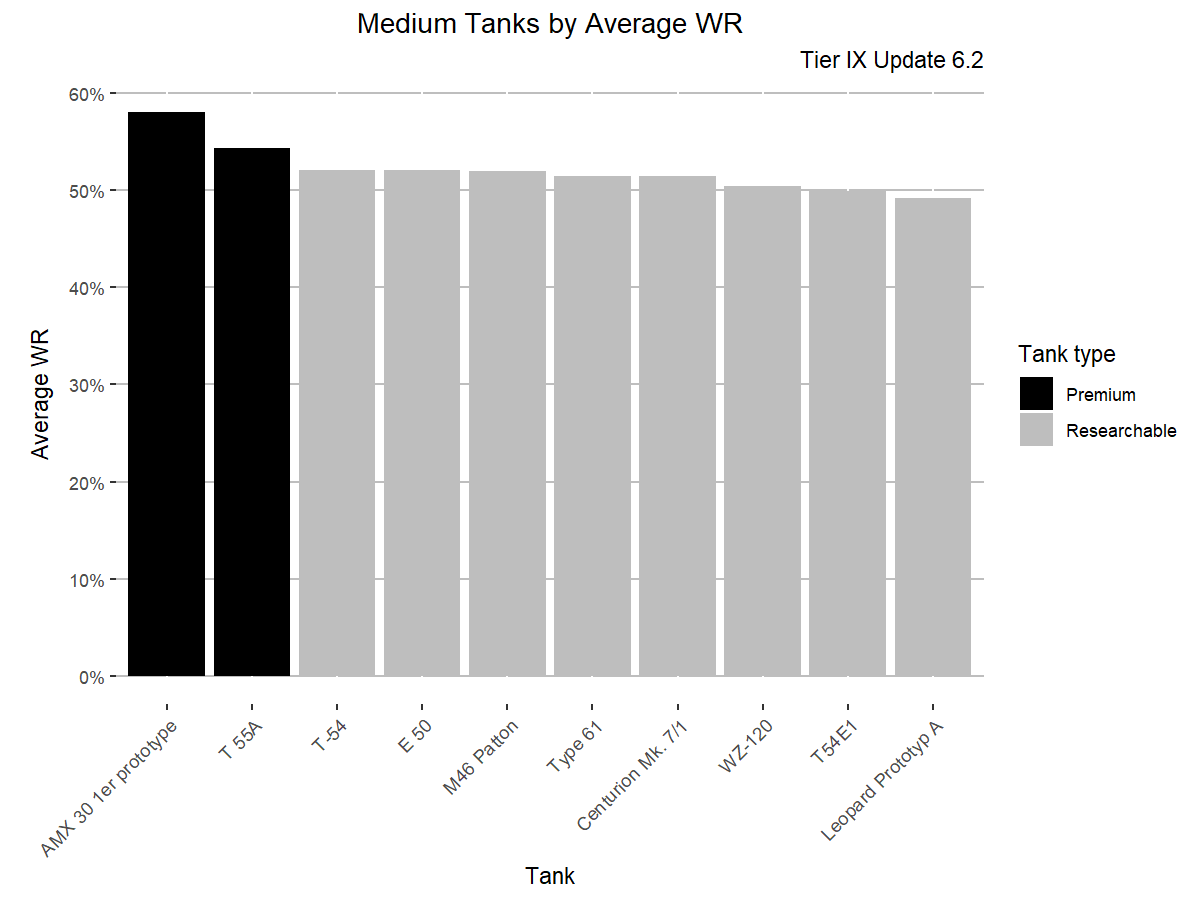 Medium Tanks by Average WR
Tier IX Update 6.2
60%
50%
40%
30%
20%
10%
0%
Average WR
AMX 30 1er prototype
T 55A
T-54
E 50
M46 Patton
Type 61
Centurion Mk. 7/1
WZ-120
T54E1
Leopard Prototyp A
Tank
Tank type
Premium
Researchable